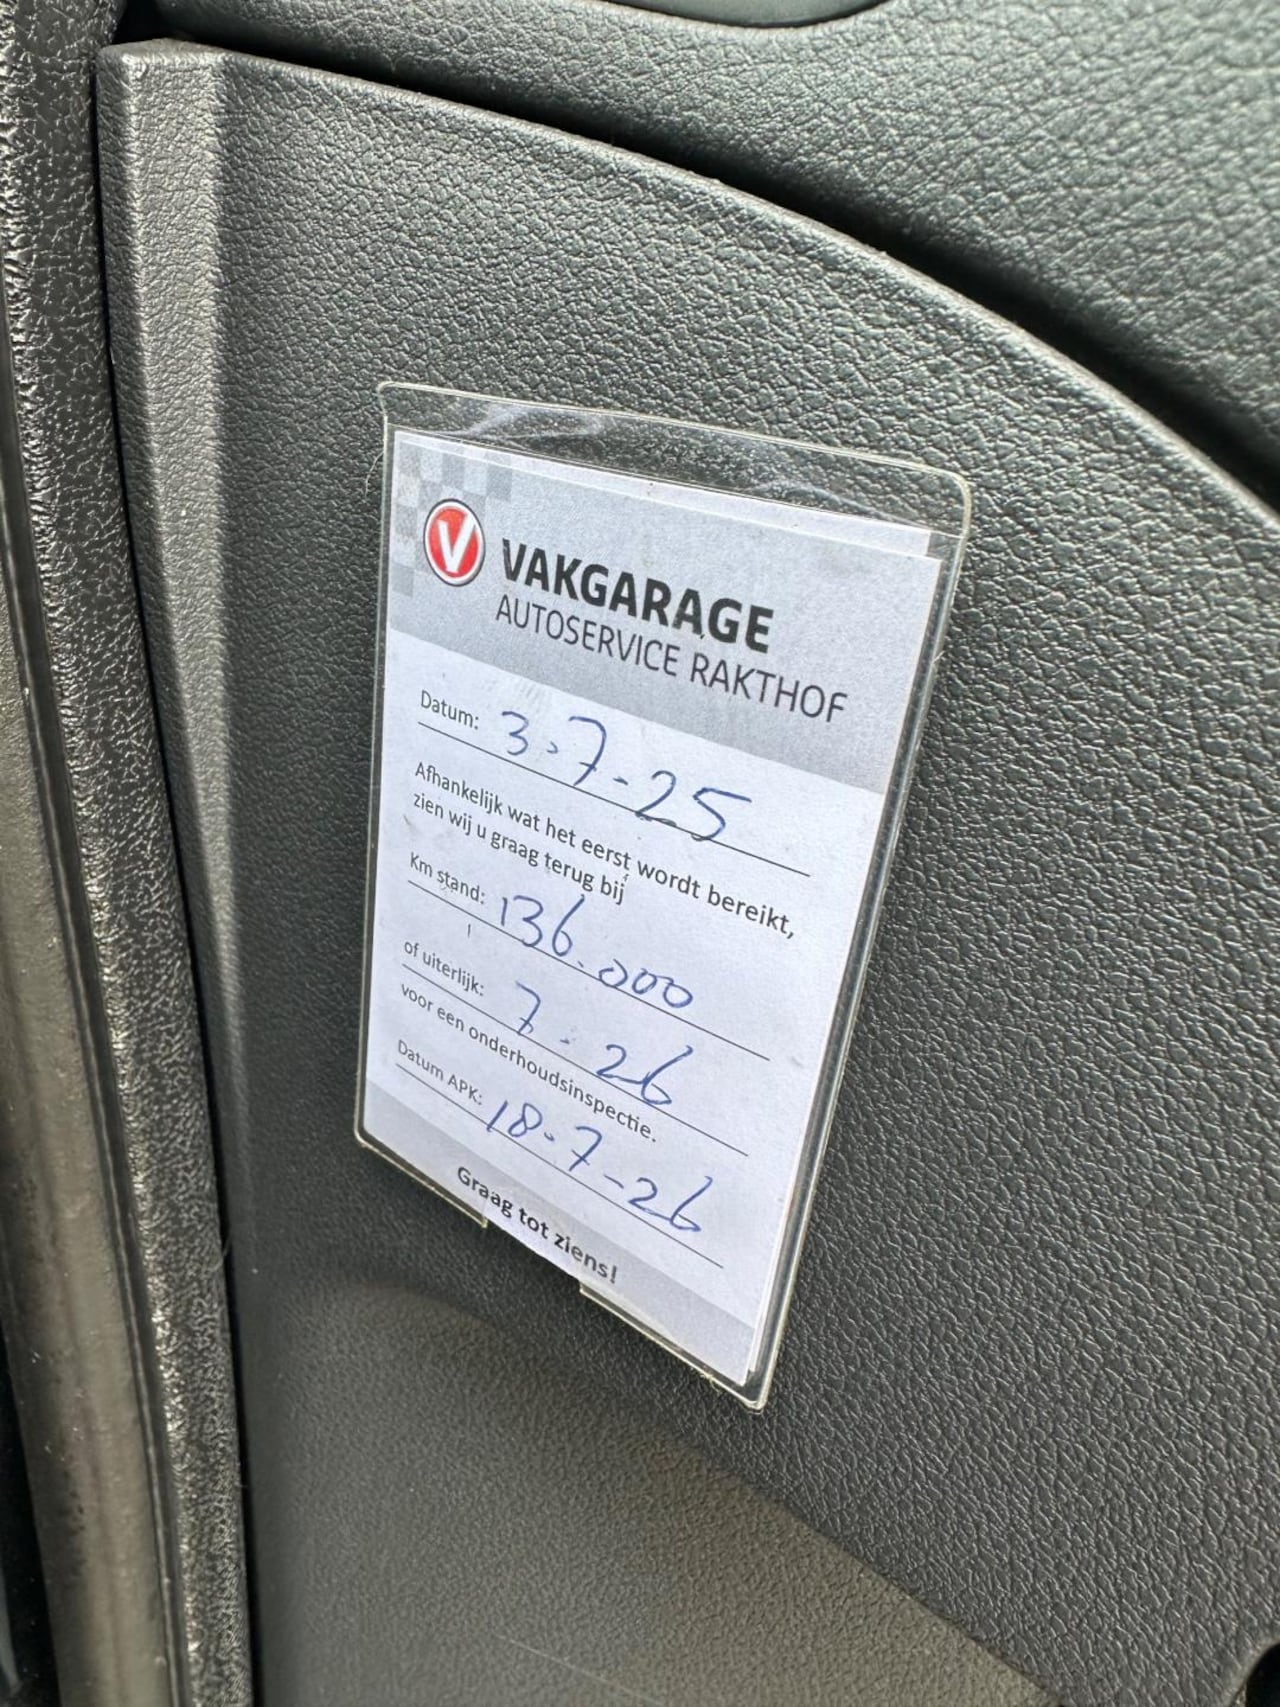 V VAKGARAGE
AUTOSERVICE RAKTHOF
Datum: 3-7-25
Afhankelijk wat het eerst wordt bereikt,
zien wij u graag terug bij
Km stand: 136.000
of uiterlijk: 7-26
voor een onderhoudsinspectie.
Datum APK: 18-7-26
Graag tot ziens!